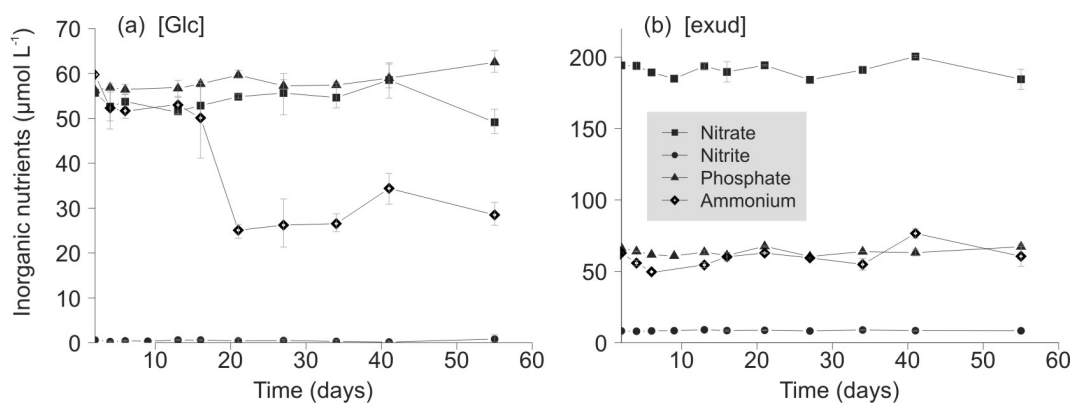 (a) [Glc]
Inorganic nutrients (µmol L⁻¹)
70
60
50
40
30
20
10
0
10 20 30 40 50 60
Time (days)
(b) [exud]
200
150
100
50
0
Nitrate
Nitrite
Phosphate
Ammonium
10 20 30 40 50 60
Time (days)